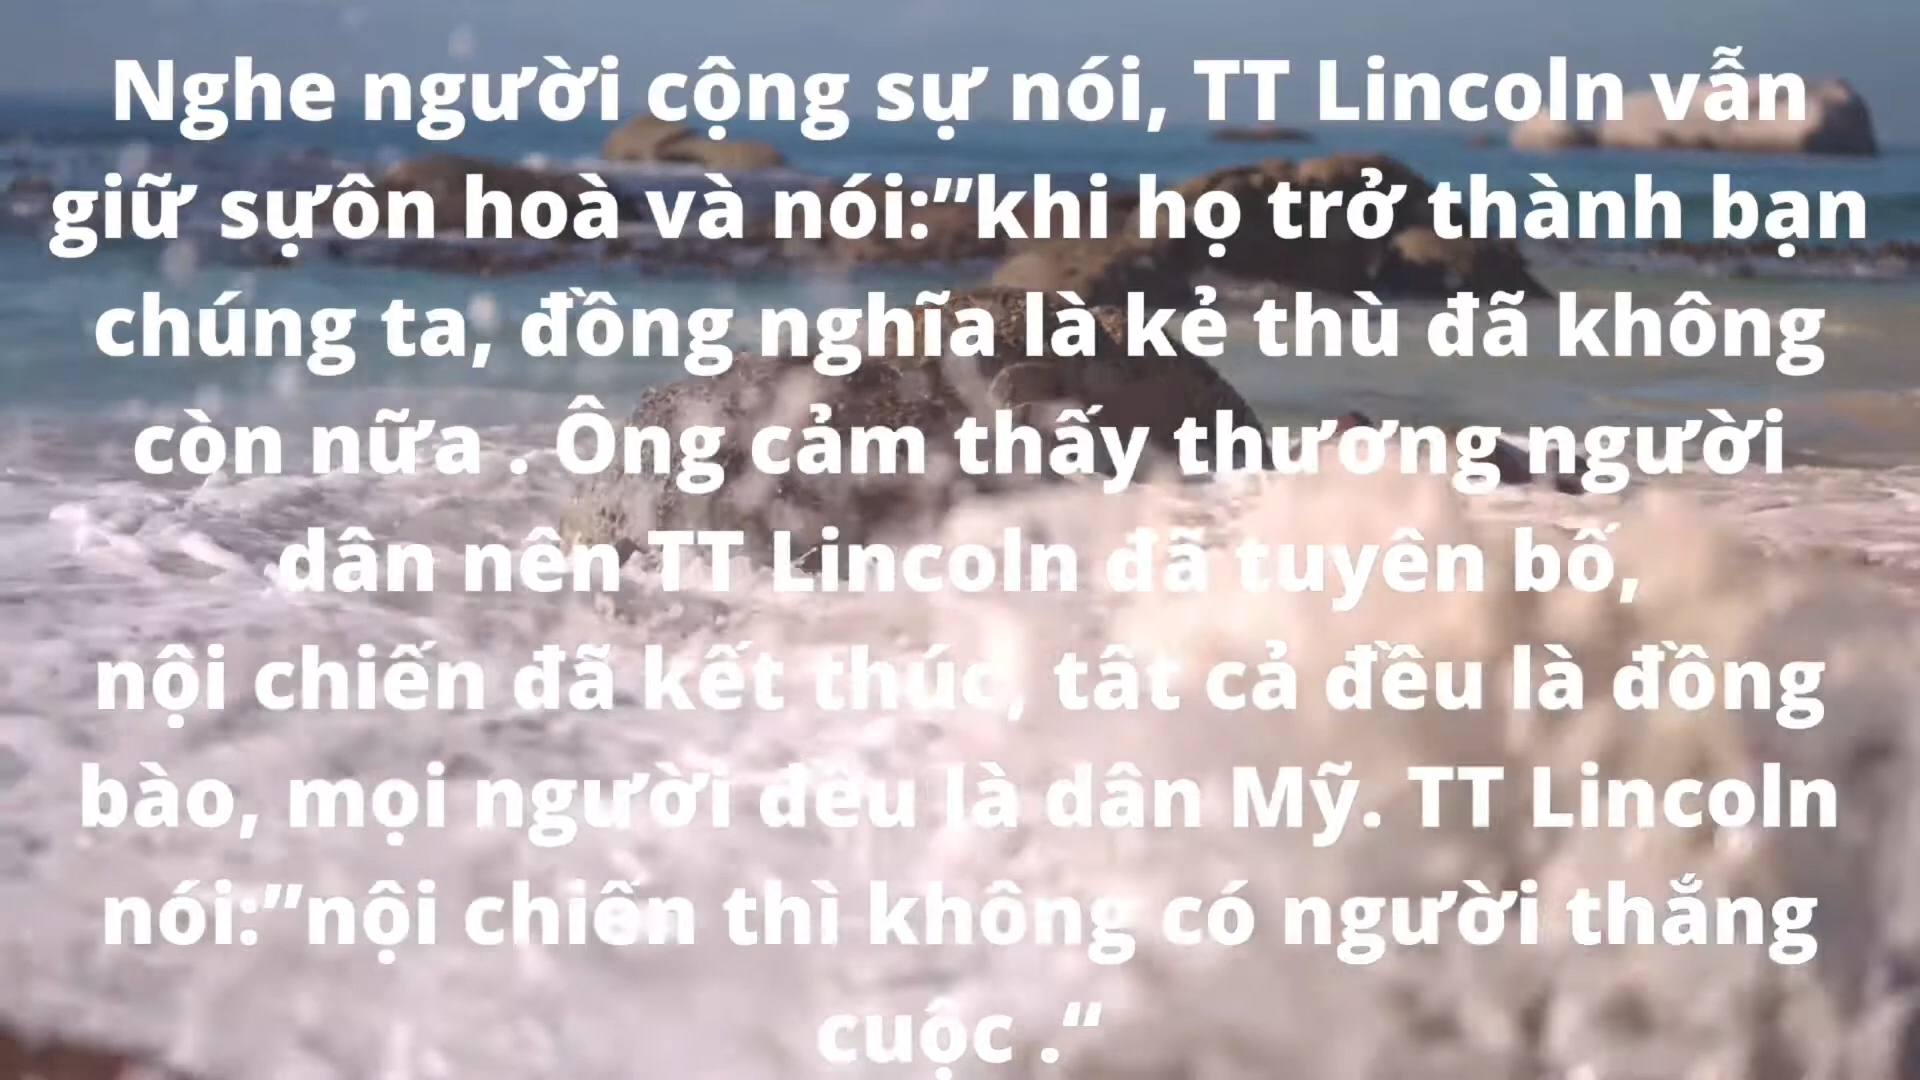 Nghe người cộng sự nói, TT Lincoln vẫn
giữ sựôn hoà và nói:”khi họ trở thành bạn
chúng ta, đồng nghĩa là kẻ thù đã không
còn nữa . Ông cảm thấy thương người
dân nên TT Lincoln đã tuyên bố,
nội chiến đã kết thúc, tât cả đều là đồng
bào, mọi người đều là dân Mỹ. TT Lincoln
nói:”nội chiến thì không có người thắng
cuộc .“